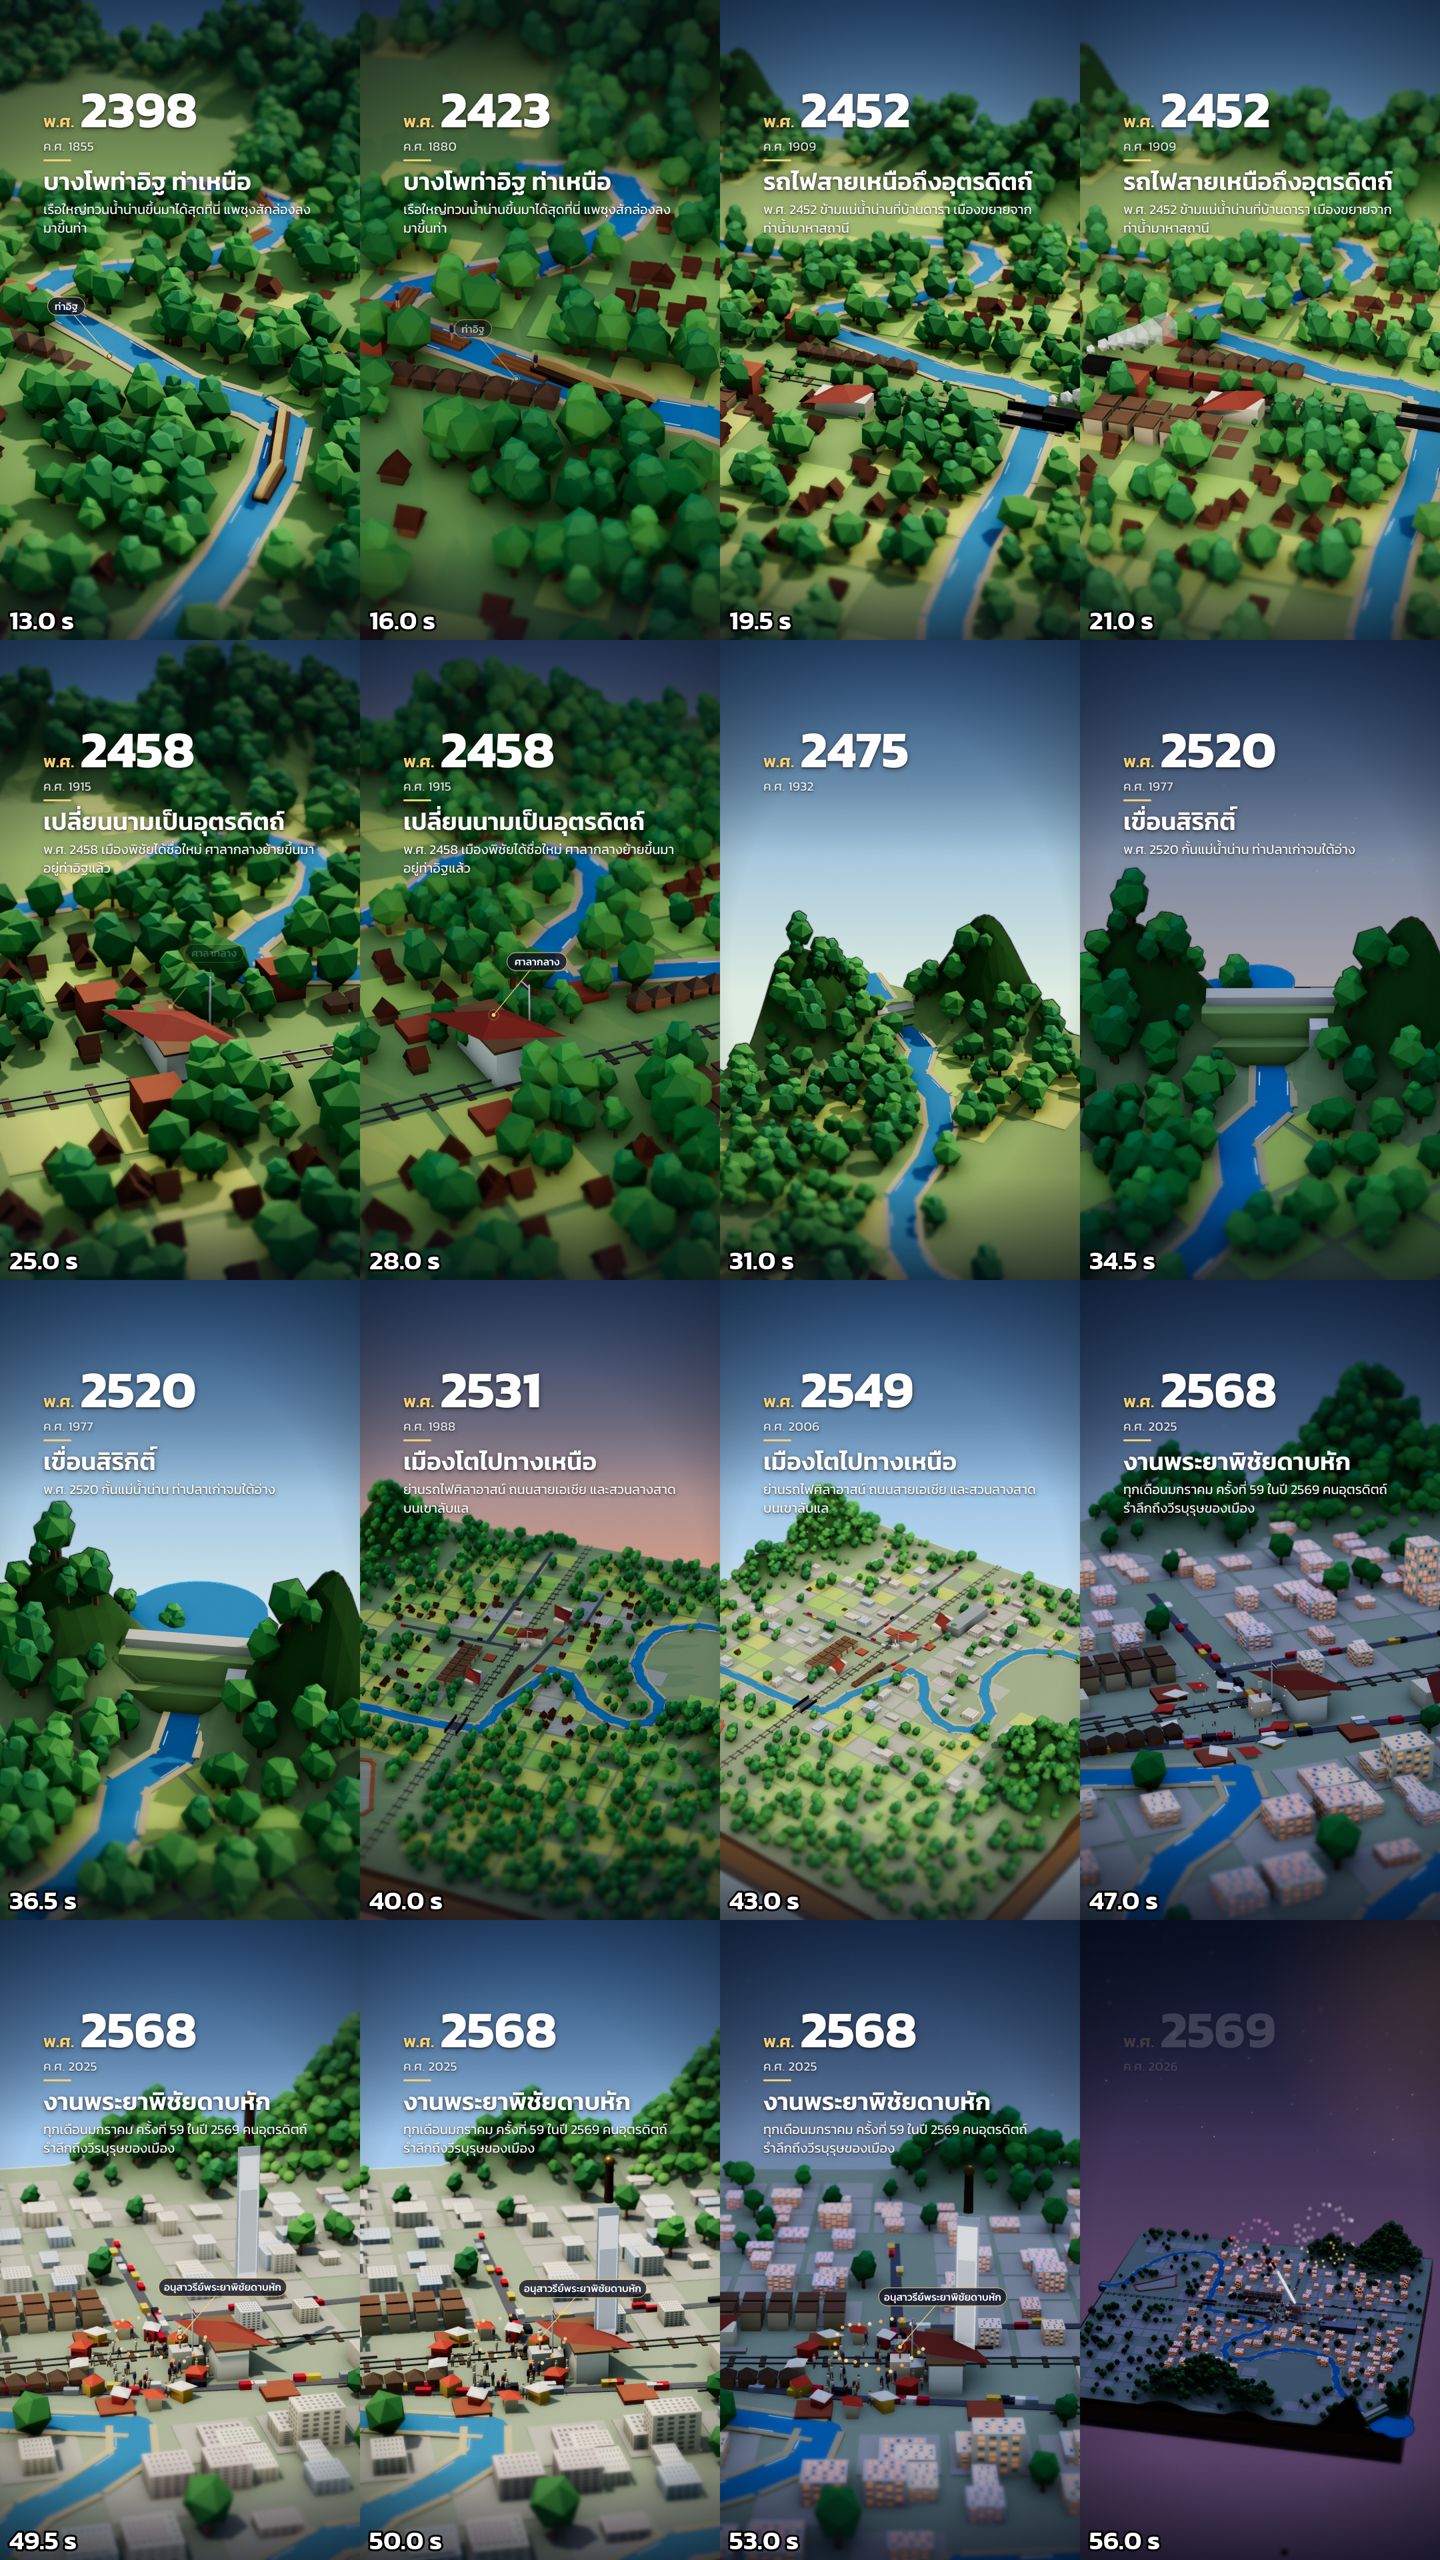 พ.ศ. 2398
ค.ศ. 1855
บางโพท่าอิฐ ท่าเหนือ
เรือใหญ่ทวนน้ำน่านขึ้นมาได้สุดที่นี่ แพซุงสักล่องลง
มาขึ้นท่า
ท่าอิฐ
13.0 s
พ.ศ. 2423
ค.ศ. 1880
บางโพท่าอิฐ ท่าเหนือ
เรือใหญ่ทวนน้ำน่านขึ้นมาได้สุดที่นี่ แพซุงสักล่องลง
มาขึ้นท่า
ท่าอิฐ
16.0 s
พ.ศ. 2452
ค.ศ. 1909
รถไฟสายเหนือถึงอุตรดิตถ์
พ.ศ. 2452 ข้ามแม่น้ำน่านที่บ้านดารา เมืองขยายจาก
ท่าน้ำมาหาสถานี
19.5 s
พ.ศ. 2452
ค.ศ. 1909
รถไฟสายเหนือถึงอุตรดิตถ์
พ.ศ. 2452 ข้ามแม่น้ำน่านที่บ้านดารา เมืองขยายจาก
ท่าน้ำมาหาสถานี
21.0 s
พ.ศ. 2458
ค.ศ. 1915
เปลี่ยนนามเป็นอุตรดิตถ์
พ.ศ. 2458 เมืองพิชัยได้ชื่อใหม่ ศาลากลางย้ายขึ้นมา
อยู่ท่าอิฐแล้ว
ศาลากลาง
25.0 s
พ.ศ. 2458
ค.ศ. 1915
เปลี่ยนนามเป็นอุตรดิตถ์
พ.ศ. 2458 เมืองพิชัยได้ชื่อใหม่ ศาลากลางย้ายขึ้นมา
อยู่ท่าอิฐแล้ว
ศาลากลาง
28.0 s
พ.ศ. 2475
ค.ศ. 1932
31.0 s
พ.ศ. 2520
ค.ศ. 1977
เขื่อนสิริกิติ์
พ.ศ. 2520 กั้นแม่น้ำน่าน ท่าปลาเก่าจมใต้อ่าง
34.5 s
พ.ศ. 2520
ค.ศ. 1977
เขื่อนสิริกิติ์
พ.ศ. 2520 กั้นแม่น้ำน่าน ท่าปลาเก่าจมใต้อ่าง
36.5 s
พ.ศ. 2531
ค.ศ. 1988
เมืองโตไปทางเหนือ
ย่านรถไฟศิลาอาสน์ ถนนสายเอเชีย และสวนลางสาด
บนเขาลับแล
40.0 s
พ.ศ. 2549
ค.ศ. 2006
เมืองโตไปทางเหนือ
ย่านรถไฟศิลาอาสน์ ถนนสายเอเชีย และสวนลางสาด
บนเขาลับแล
43.0 s
พ.ศ. 2568
ค.ศ. 2025
งานพระยาพิชัยดาบหัก
ทุกเดือนมกราคม ครั้งที่ 59 ในปี 2569 คนอุตรดิตถ์
รำลึกถึงวีรบุรุษของเมือง
47.0 s
พ.ศ. 2568
ค.ศ. 2025
งานพระยาพิชัยดาบหัก
ทุกเดือนมกราคม ครั้งที่ 59 ในปี 2569 คนอุตรดิตถ์
รำลึกถึงวีรบุรุษของเมือง
อนุสาวรีย์พระยาพิชัยดาบหัก
49.5 s
พ.ศ. 2568
ค.ศ. 2025
งานพระยาพิชัยดาบหัก
ทุกเดือนมกราคม ครั้งที่ 59 ในปี 2569 คนอุตรดิตถ์
รำลึกถึงวีรบุรุษของเมือง
อนุสาวรีย์พระยาพิชัยดาบหัก
50.0 s
พ.ศ. 2568
ค.ศ. 2025
งานพระยาพิชัยดาบหัก
ทุกเดือนมกราคม ครั้งที่ 59 ในปี 2569 คนอุตรดิตถ์
รำลึกถึงวีรบุรุษของเมือง
อนุสาวรีย์พระยาพิชัยดาบหัก
53.0 s
พ.ศ. 2569
ค.ศ. 2026
56.0 s